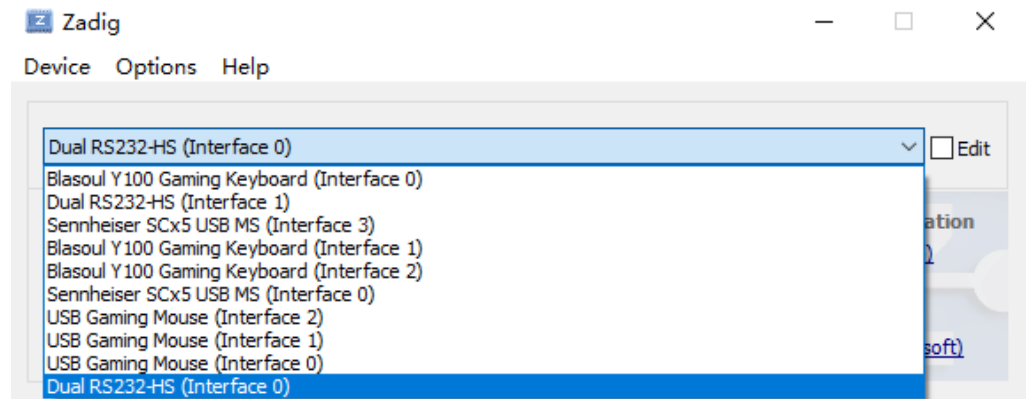 Zadig
Device Options Help
Dual RS232-HS (Interface 0)
Edit
Blasoul Y100 Gaming Keyboard (Interface 0)
Dual RS232-HS (Interface 1)
Sennheiser SCx5 USB MS (Interface 3)
Blasoul Y100 Gaming Keyboard (Interface 1)
Blasoul Y100 Gaming Keyboard (Interface 2)
Sennheiser SCx5 USB MS (Interface 0)
USB Gaming Mouse (Interface 2)
USB Gaming Mouse (Interface 1)
USB Gaming Mouse (Interface 0)
Dual RS232-HS (Interface 0)
ation
)
soft)